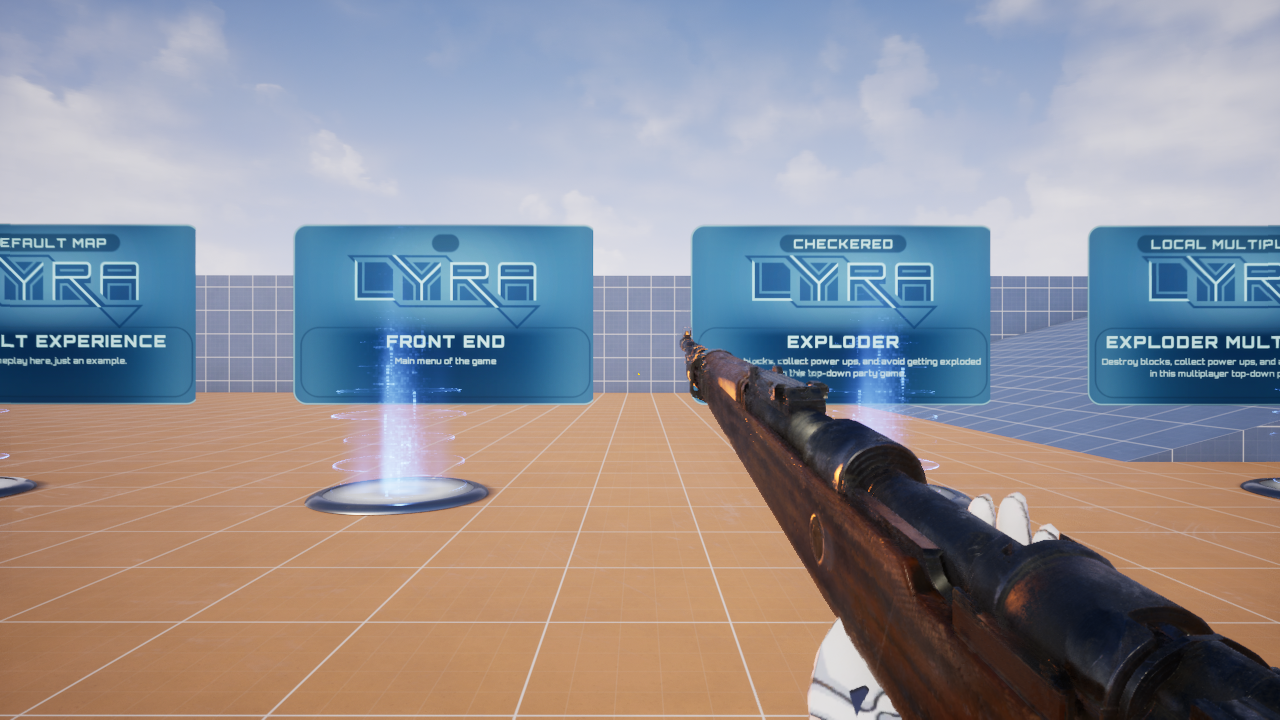 EFAULT MAP
LYRA
LT EXPERIENCE
eplay here, just an example.
LYRA
FRONT END
Main menu of the game
CHECKERED
LYRA
EXPLODER
blocks, collect power ups, and avoid getting exploded
this top-down party game.
LOCAL MULTIPL
LYR
EXPLODER MULT
Destroy blocks, collect power ups, and
in this multiplayer top-down p